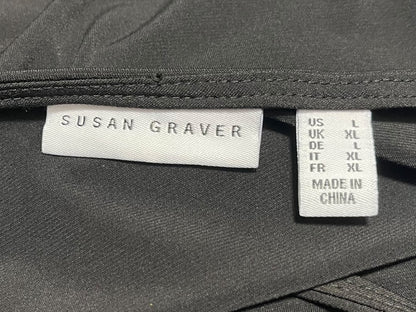 SUSAN GRAVER
US L
UK XL
DE L
IT XL
FR XL
MADE IN
CHINA